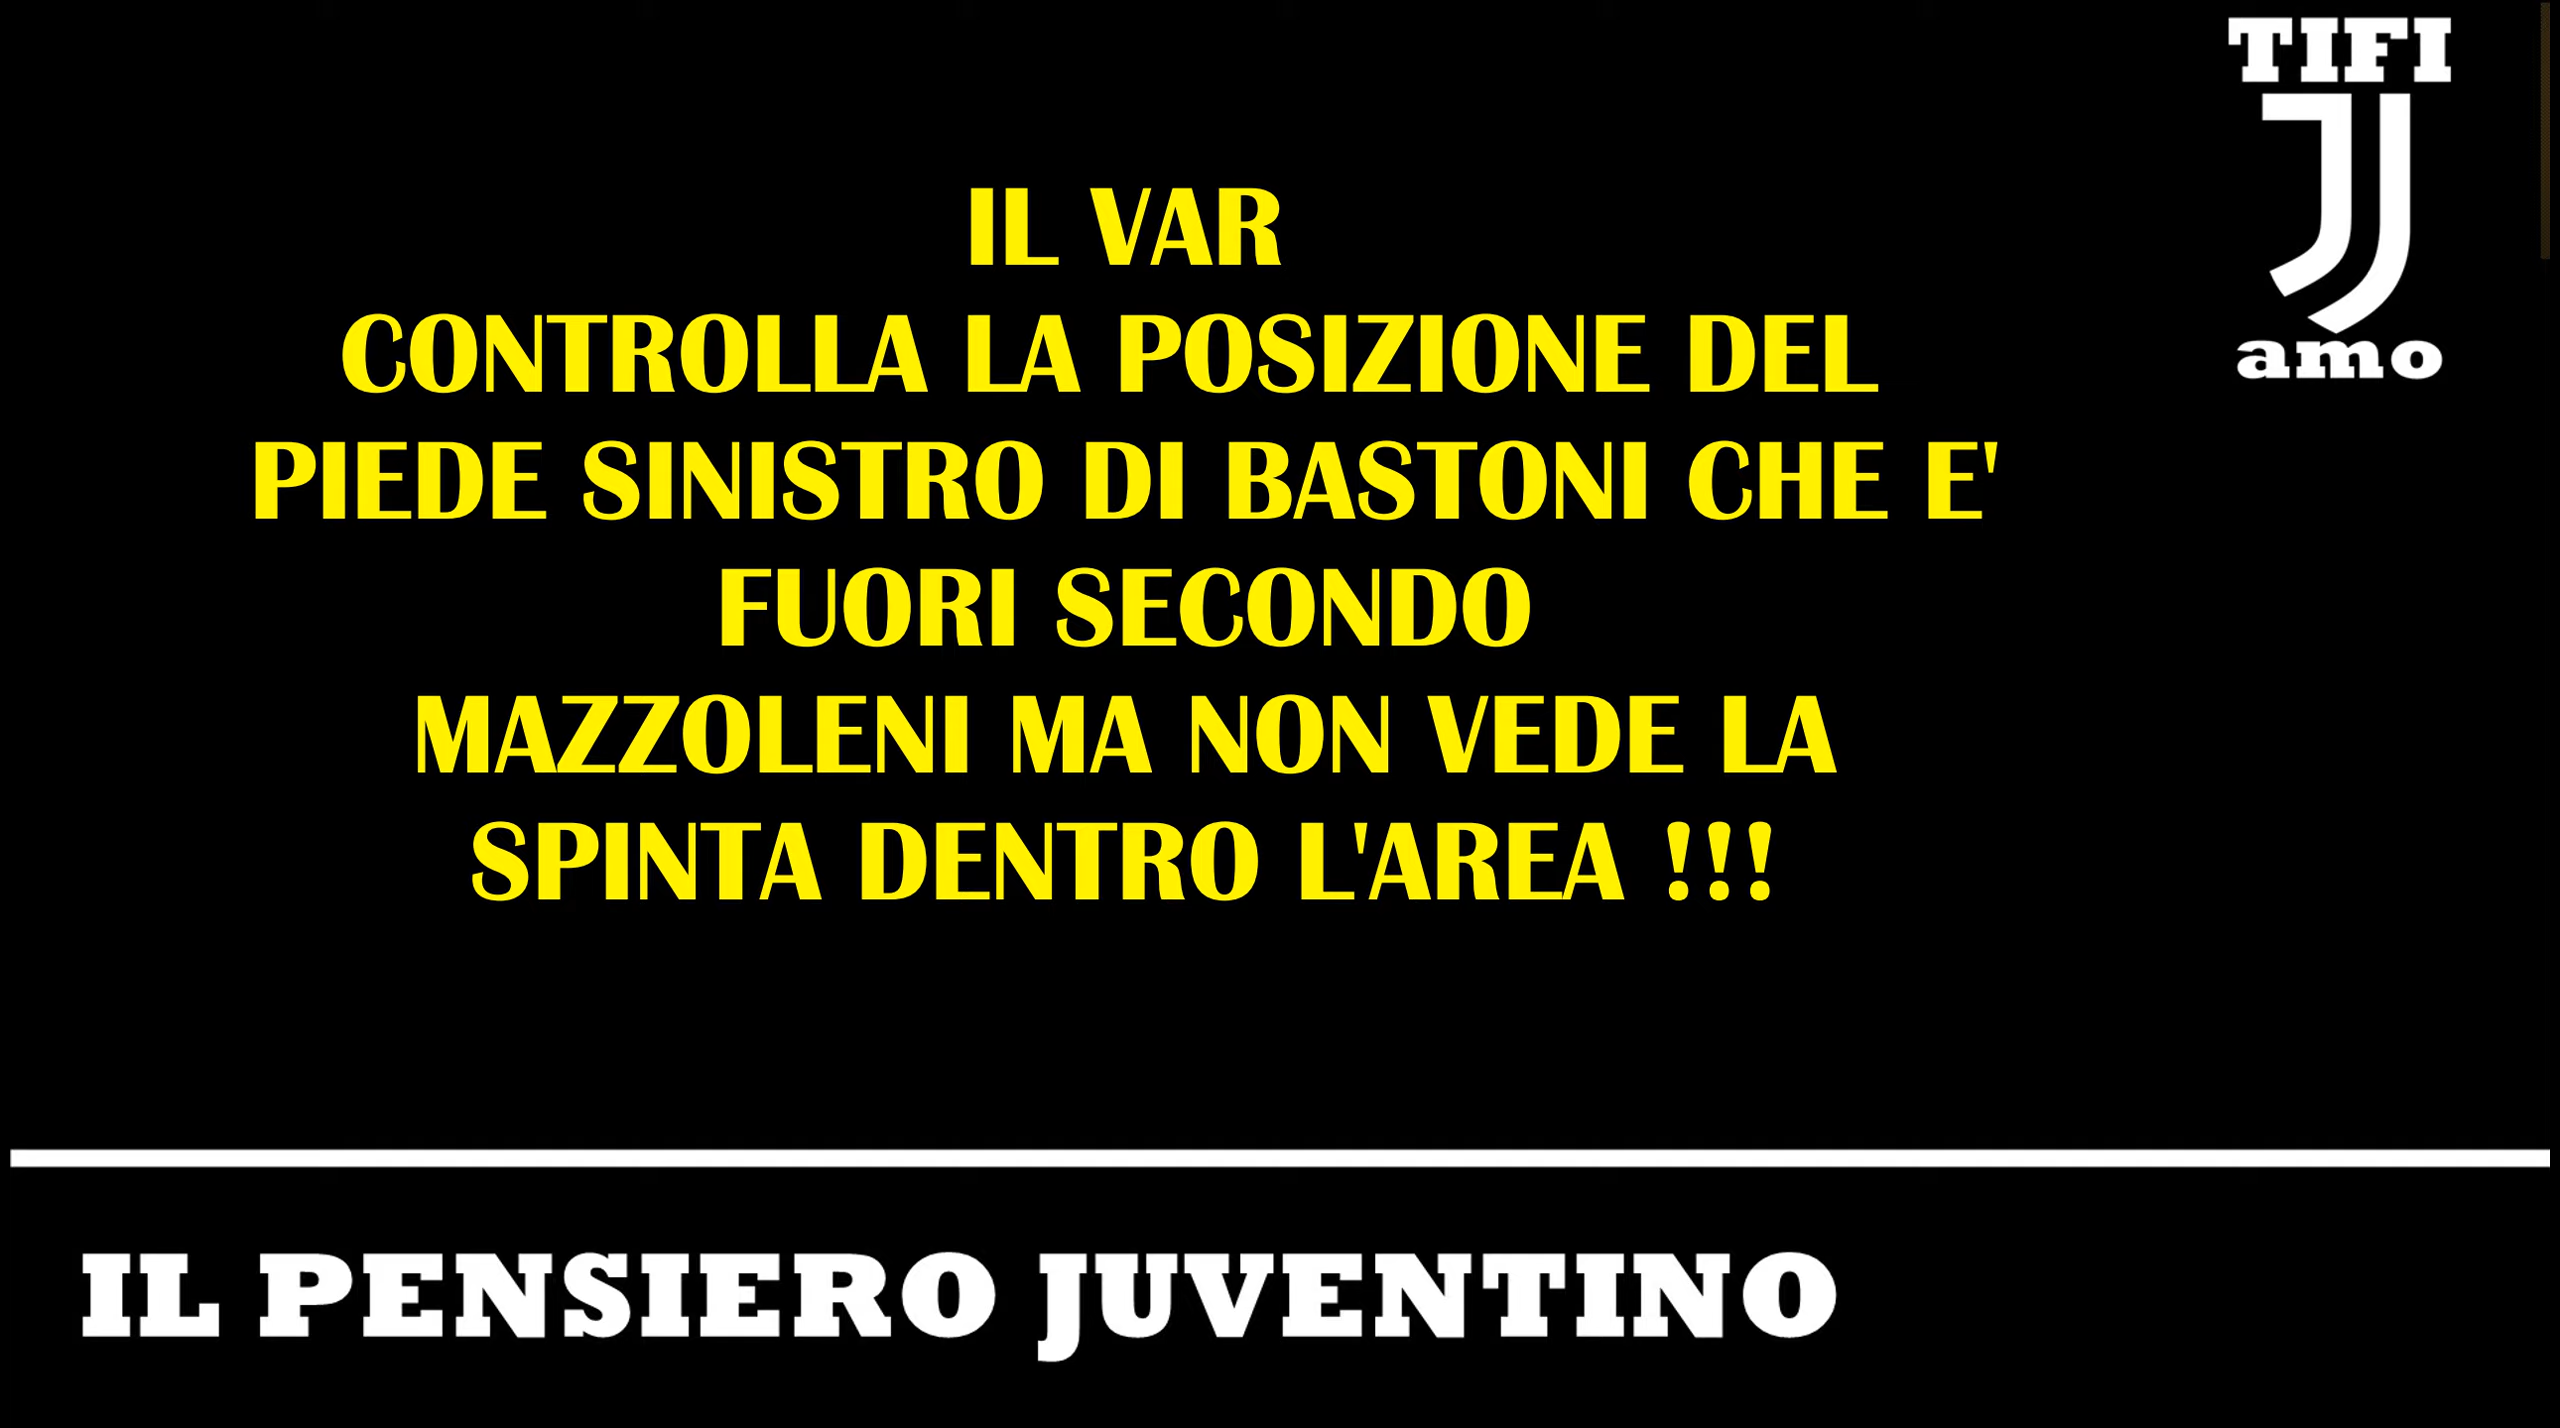 TIFI
amo
IL VAR
CONTROLLA LA POSIZIONE DEL
PIEDE SINISTRO DI BASTONI CHE E'
FUORI SECONDO
MAZZOLENI MA NON VEDE LA
SPINTA DENTRO L'AREA !!!
IL PENSIERO JUVENTINO